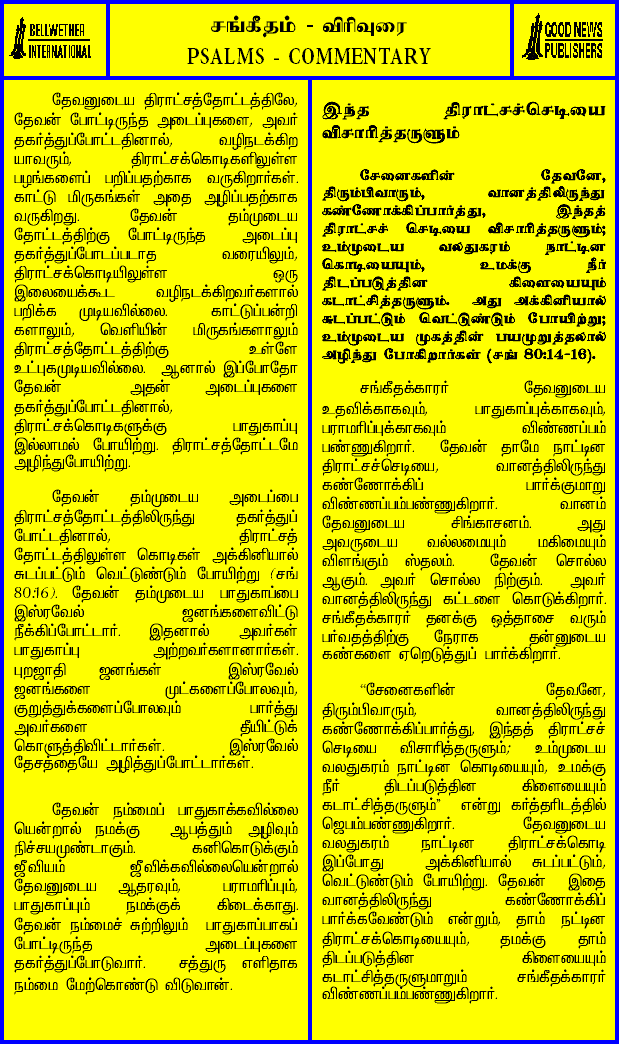 BELLWETHER
INTERNATIONAL
சங்கீதம் - விரிவுரை
PSALMS - COMMENTARY
GOOD NEWS
PUBLISHERS
தேவனுடைய திராட்சத்தோட்டத்திலே,
தேவன் போட்டிருந்த அடைப்புகளை, அவர்
தகர்த்துப்போட்டதினால், வழிநடக்கிற
யாவரும், திராட்சக்கொடிகளிலுள்ள
பழங்களைப் பறிப்பதற்காக வருகிறார்கள்.
காட்டு மிருகங்கள் அதை அழிப்பதற்காக
வருகிறது. தேவன் தம்முடைய
தோட்டத்திற்கு போட்டிருந்த அடைப்பு
தகர்த்துப்போடப்படாத வரையிலும்,
திராட்சக்கொடியிலுள்ள ஒரு
இலையைக்கூட வழிநடக்கிறவர்களால்
பறிக்க முடியவில்லை. காட்டுப்பன்றி
களாலும், வெளியின் மிருகங்களாலும்
திராட்சத்தோட்டத்திற்கு உள்ளே
உட்புகமுடியவில்லை. ஆனால் இப்போதோ
தேவன் அதன் அடைப்புகளை
தகர்த்துப்போட்டதினால்,
திராட்சக்கொடிகளுக்கு பாதுகாப்பு
இல்லாமல் போயிற்று. திராட்சத்தோட்டமே
அழிந்துபோயிற்று.
தேவன் தம்முடைய அடைப்பை
திராட்சத்தோட்டத்திலிருந்து தகர்த்துப்
போட்டதினால், திராட்சத்
தோட்டத்திலுள்ள கொடிகள் அக்கினியால்
சுடப்பட்டும் வெட்டுண்டும் போயிற்று (சங்
80:16). தேவன் தம்முடைய பாதுகாப்பை
இஸ்ரவேல் ஜனங்களைவிட்டு
நீக்கிப்போட்டார். இதனால் அவர்கள்
பாதுகாப்பு அற்றவர்களானார்கள்.
புறஜாதி ஜனங்கள் இஸ்ரவேல்
ஜனங்களை முட்களைப்போலவும்,
குறுத்துக்களைப்போலவும் பார்த்து
அவர்களை தீயிட்டுக்
கொளுத்திவிட்டார்கள். இஸ்ரவேல்
தேசத்தையே அழித்துப்போட்டார்கள்.
தேவன் நம்மைப் பாதுகாக்கவில்லை
யென்றால் நமக்கு ஆபத்தும் அழிவும்
நிச்சயமுண்டாகும். கனிகொடுக்கும்
ஜீவியம் ஜீவிக்கவில்லையென்றால்
தேவனுடைய ஆதரவும், பராமரிப்பும்,
பாதுகாப்பும் நமக்குக் கிடைக்காது.
தேவன் நம்மைச் சுற்றிலும் பாதுகாப்பாகப்
போட்டிருந்த அடைப்புகளை
தகர்த்துப்போடுவார். சத்துரு எளிதாக
நம்மை மேற்கொண்டு விடுவான்.
இந்த திராட்சச்செடியை
விசாரித்தருளும்
சேனைகளின் தேவனே,
திரும்பிவாரும், வானத்திலிருந்து
கண்ணோக்கிப்பார்த்து, இந்தத்
திராட்சச் செடியை விசாரித்தருளும்;
உம்முடைய வலதுகரம் நாட்டின
கொடியையும், உமக்கு நீர்
திடப்படுத்தின கிளையையும்
கடாட்சித்தருளும். அது அக்கினியால்
சுடப்பட்டும் வெட்டுண்டும் போயிற்று;
உம்முடைய முகத்தின் பயமுறுத்தலால்
அழிந்து போகிறார்கள் (சங் 80:14-16).
சங்கீதக்காரர் தேவனுடைய
உதவிக்காகவும், பாதுகாப்புக்காகவும்,
பராமரிப்புக்காகவும் விண்ணப்பம்
பண்ணுகிறார். தேவன் தாமே நாட்டின
திராட்சச்செடியை, வானத்திலிருந்து
கண்ணோக்கிப் பார்க்குமாறு
விண்ணப்பம்பண்ணுகிறார். வானம்
தேவனுடைய சிங்காசனம். அது
அவருடைய வல்லமையும் மகிமையும்
விளங்கும் ஸ்தலம். தேவன் சொல்ல
ஆகும். அவர் சொல்ல நிற்கும். அவர்
வானத்திலிருந்து கட்டளை கொடுக்கிறார்.
சங்கீதக்காரர் தனக்கு ஒத்தாசை வரும்
பர்வதத்திற்கு நேராக தன்னுடைய
கண்களை ஏறெடுத்துப் பார்க்கிறார்.
“சேனைகளின் தேவனே,
திரும்பிவாரும், வானத்திலிருந்து
கண்ணோக்கிப்பார்த்து, இந்தத் திராட்சச்
செடியை விசாரித்தருளும்; உம்முடைய
வலதுகரம் நாட்டின கொடியையும், உமக்கு
நீர் திடப்படுத்தின கிளையையும்
கடாட்சித்தருளும்” என்று கர்த்தரிடத்தில்
ஜெபம்பண்ணுகிறார். தேவனுடைய
வலதுகரம் நாட்டின திராட்சக்கொடி
இப்போது அக்கினியால் சுடப்பட்டும்,
வெட்டுண்டும் போயிற்று. தேவன் இதை
வானத்திலிருந்து கண்ணோக்கிப்
பார்க்கவேண்டும் என்றும், தாம் நட்டின
திராட்சக்கொடியையும், தமக்கு தாம்
திடப்படுத்தின கிளையையும்
கடாட்சித்தருளுமாறும் சங்கீதக்காரர்
விண்ணப்பம்பண்ணுகிறார்.